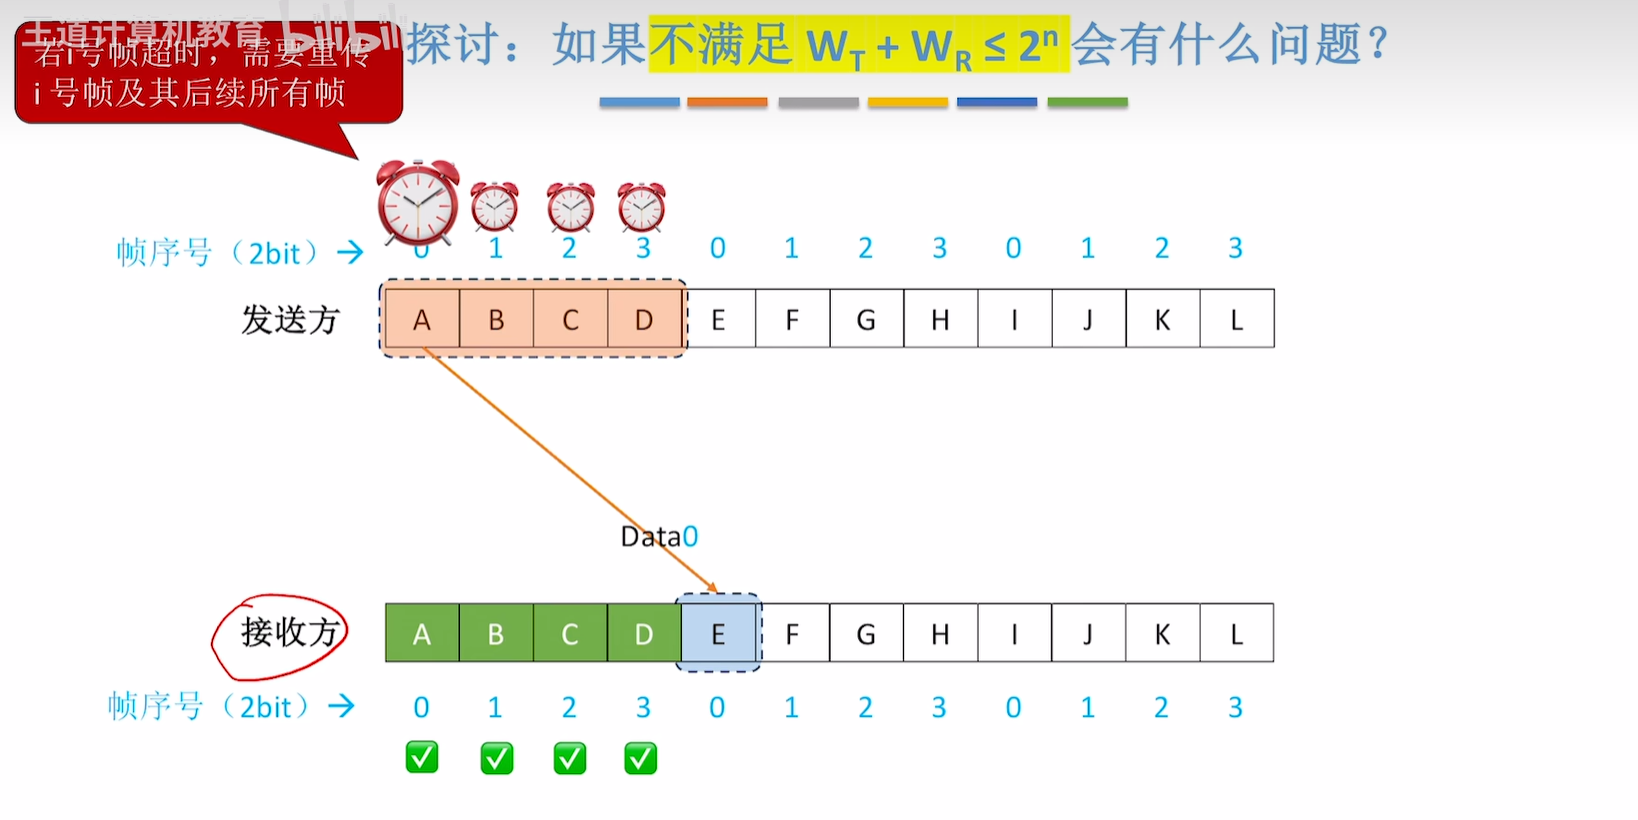 王道计算机教育 bilibili
探讨：如果不满足 W_T + W_R ≤ 2ⁿ 会有什么问题？
若i号帧超时，需要重传
i 号帧及其后续所有帧
帧序号（2bit）→ 0 1 2 3 0 1 2 3 0 1 2 3
发送方 A B C D E F G H I J K L
Data0
接收方 A B C D E F G H I J K L
帧序号（2bit）→ 0 1 2 3 0 1 2 3 0 1 2 3